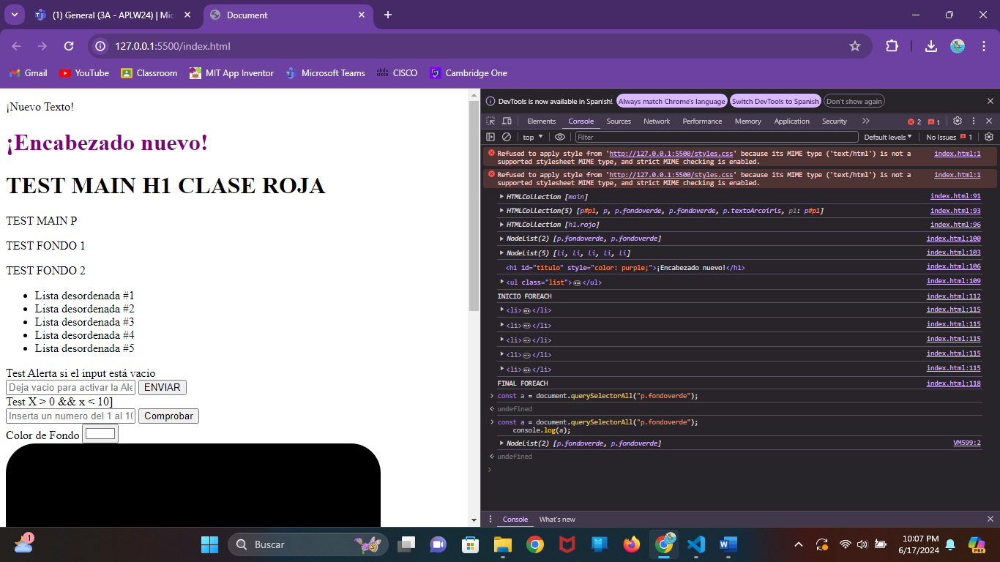 (1) General (3A - APLW24) | Mic
Document
127.0.0.1:5500/index.html
Gmail
YouTube
Classroom
MIT App Inventor
Microsoft Teams
CISCO
Cambridge One
¡Nuevo Texto!
¡Encabezado nuevo!
TEST MAIN H1 CLASE ROJA
TEST MAIN P
TEST FONDO 1
TEST FONDO 2
Lista desordenada #1
Lista desordenada #2
Lista desordenada #3
Lista desordenada #4
Lista desordenada #5
Test Alerta si el input está vacio
Deja vacio para activar la Ale ENVIAR
Test X > 0 && x < 10]
Inserta un numero del 1 al 10 Comprobar
Color de Fondo
DevTools is now available in Spanish! Always match Chrome's language Switch DevTools to Spanish Don't show again
Elements Console Sources Network Performance Memory Application Security 2 1
top Filter Default levels No Issues 1
Refused to apply style from 'http://127.0.0.1:5500/styles.css' because its MIME type ('text/html') is not a index.html:1
supported stylesheet MIME type, and strict MIME checking is enabled.
Refused to apply style from 'http://127.0.0.1:5500/styles.css' because its MIME type ('text/html') is not a index.html:1
supported stylesheet MIME type, and strict MIME checking is enabled.
HTMLCollection [main] index.html:91
HTMLCollection(5) [p#p1, p, p.fondoverde, p.fondoverde, p.textoArcoiris, p1: p#p1] index.html:93
HTMLCollection [h1.rojo] index.html:96
NodeList(2) [p.fondoverde, p.fondoverde] index.html:100
NodeList(5) [li, li, li, li, li] index.html:103
<h1 id="titulo" style="color: purple;">¡Encabezado nuevo!</h1> index.html:106
<ul class="list">…</ul> index.html:109
INICIO FOREACH index.html:112
<li>…</li> index.html:115
<li>…</li> index.html:115
<li>…</li> index.html:115
<li>…</li> index.html:115
<li>…</li> index.html:115
FINAL FOREACH index.html:118
const a = document.querySelectorAll("p.fondoverde");
undefined
const a = document.querySelectorAll("p.fondoverde");
console.log(a);
NodeList(2) [p.fondoverde, p.fondoverde] VM599:2
undefined
Console What's new
1
Buscar
10:07 PM
6/17/2024
PRE